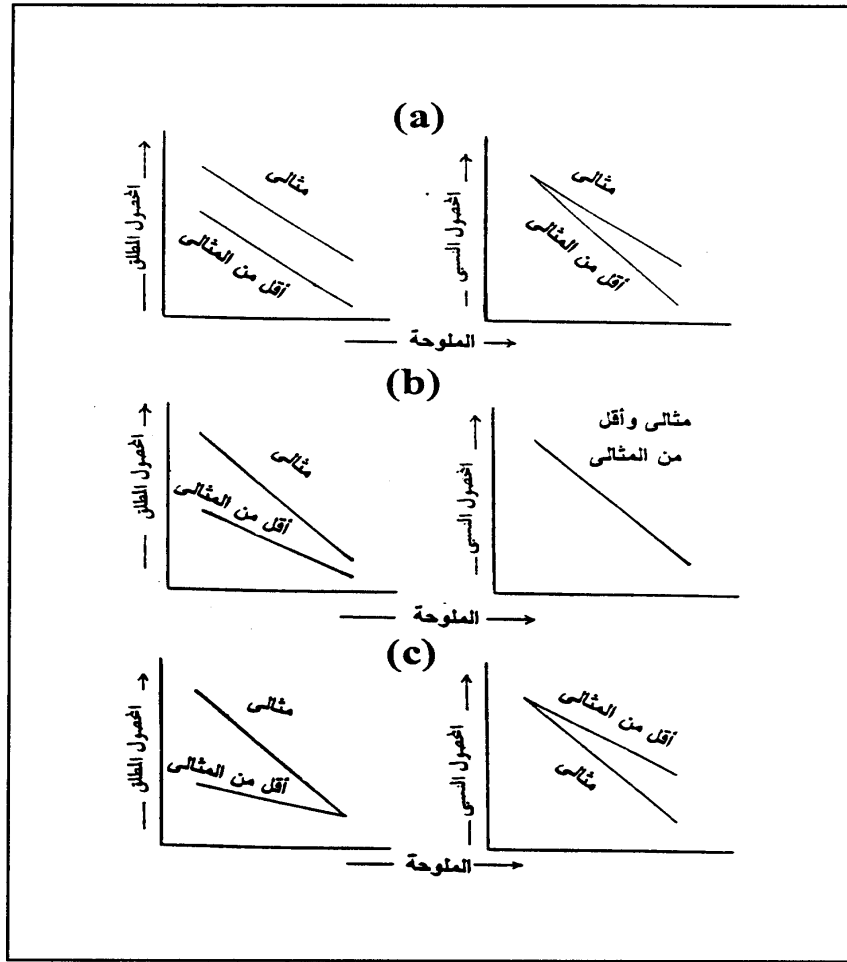 (a)
المحصول المطلق
مثالى
أقل من المثالى
المحصول النسبى
مثالى
أقل من المثالى
الملوحة
(b)
المحصول المطلق
مثالى
أقل من المثالى
المحصول النسبى
مثالى وأقل
من المثالى
الملوحة
(c)
المحصول المطلق
مثالى
أقل من المثالى
المحصول النسبى
أقل من المثالى
مثالى
الملوحة